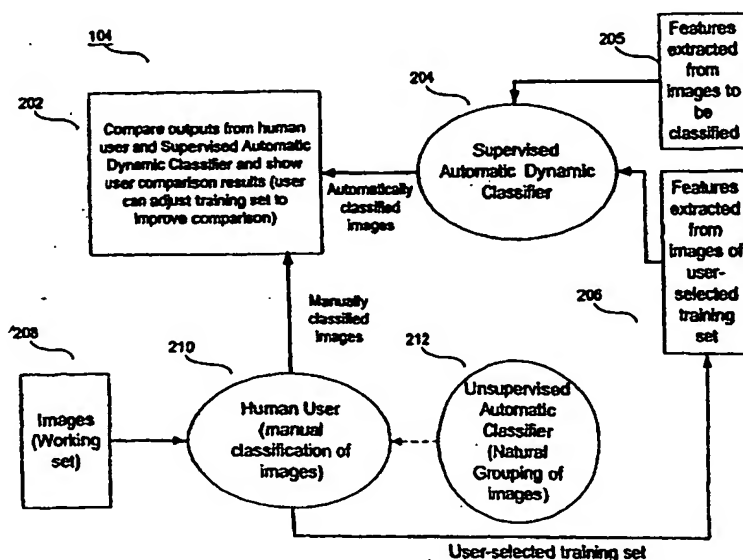 104
202
Compare outputs from human
user and Supervised Automatic
Dynamic Classifier and show
user comparison results (user
can adjust training set to
improve comparison)
204
Supervised
Automatic Dynamic
Classifier
205
Features
extracted
from
images to
be
classified
Automatically
classified
images
Features
extracted
from
images of
user-
selected
training
set
206
Manually
classified
images
208
Images
(Working
set)
210
Human User
(manual
classification of
images)
212
Unsupervised
Automatic
Classifier
(Natural
Grouping of
images)
User-selected training set